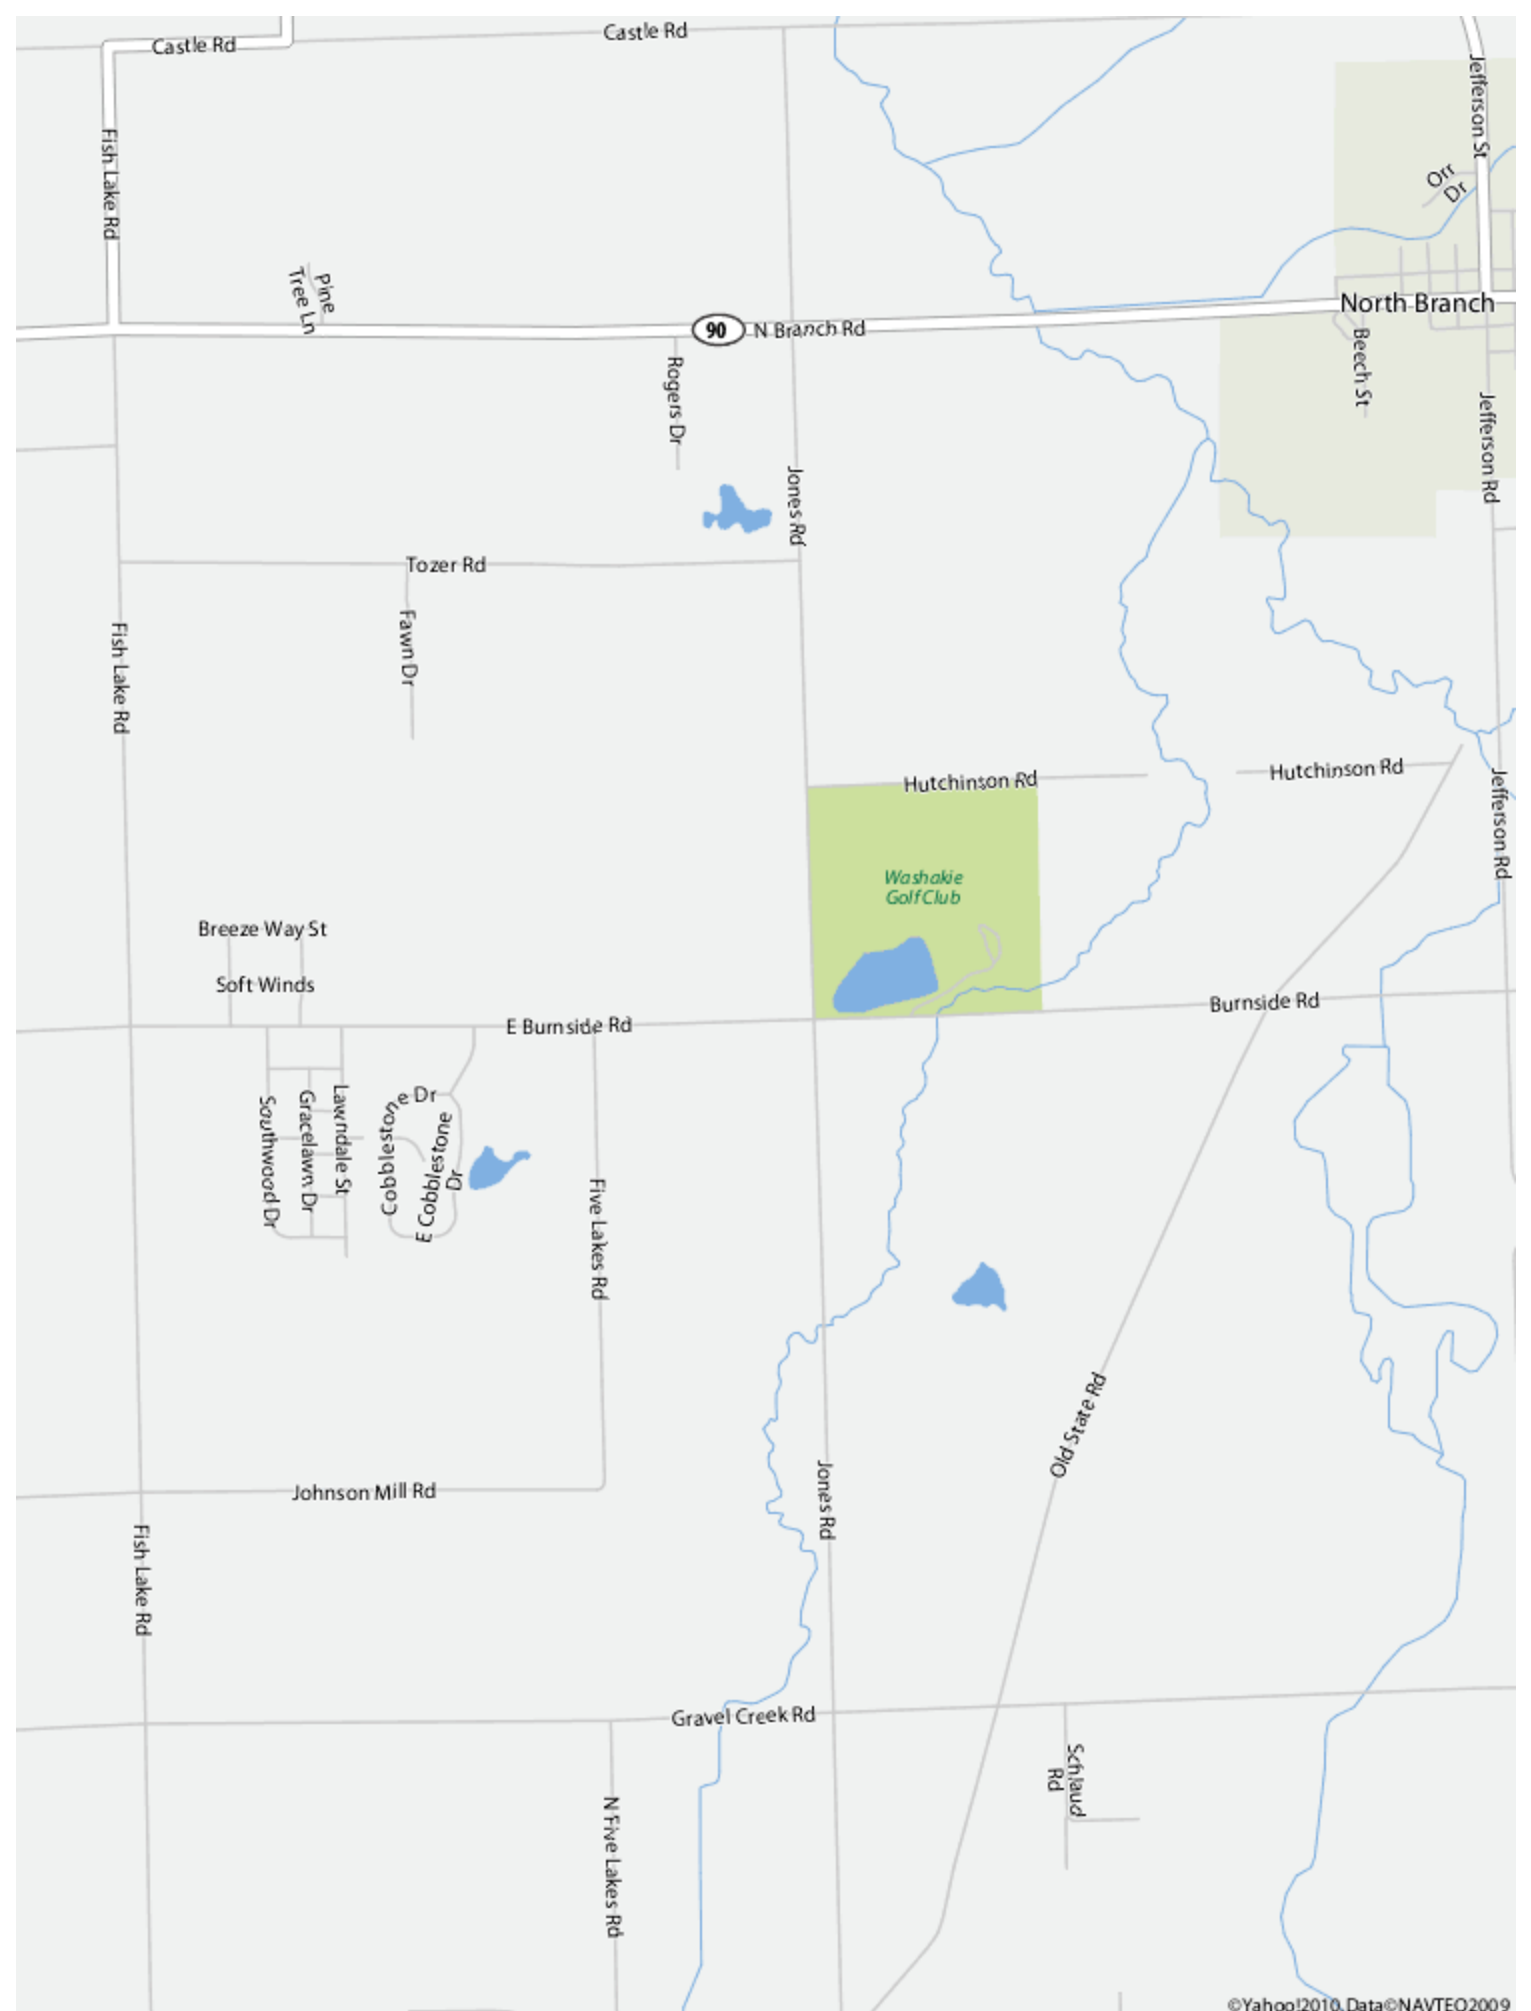 Castle Rd
Castle Rd
Jefferson St
Fish Lake Rd
Orr
Dr
Pine
Tree Ln
North Branch
90
N Branch Rd
Beech St
Rogers Dr
Jefferson Rd
Jones Rd
Tozer Rd
Fawn Dr
Fish Lake Rd
Hutchinson Rd
Hutchinson Rd
Jefferson Rd
Washakie
Golf Club
Breeze Way St
Soft Winds
Burnside Rd
E Burnside Rd
Southwood Dr
Gracelawn Dr
Lawndale St
Cobblestone Dr
E Cobblestone
Dr
Five Lakes Rd
Old State Rd
Jones Rd
Johnson Mill Rd
Fish Lake Rd
Gravel Creek Rd
Schlaud
Rd
N Five Lakes Rd
©Yahoo!2010, Data©NAVTEQ2009